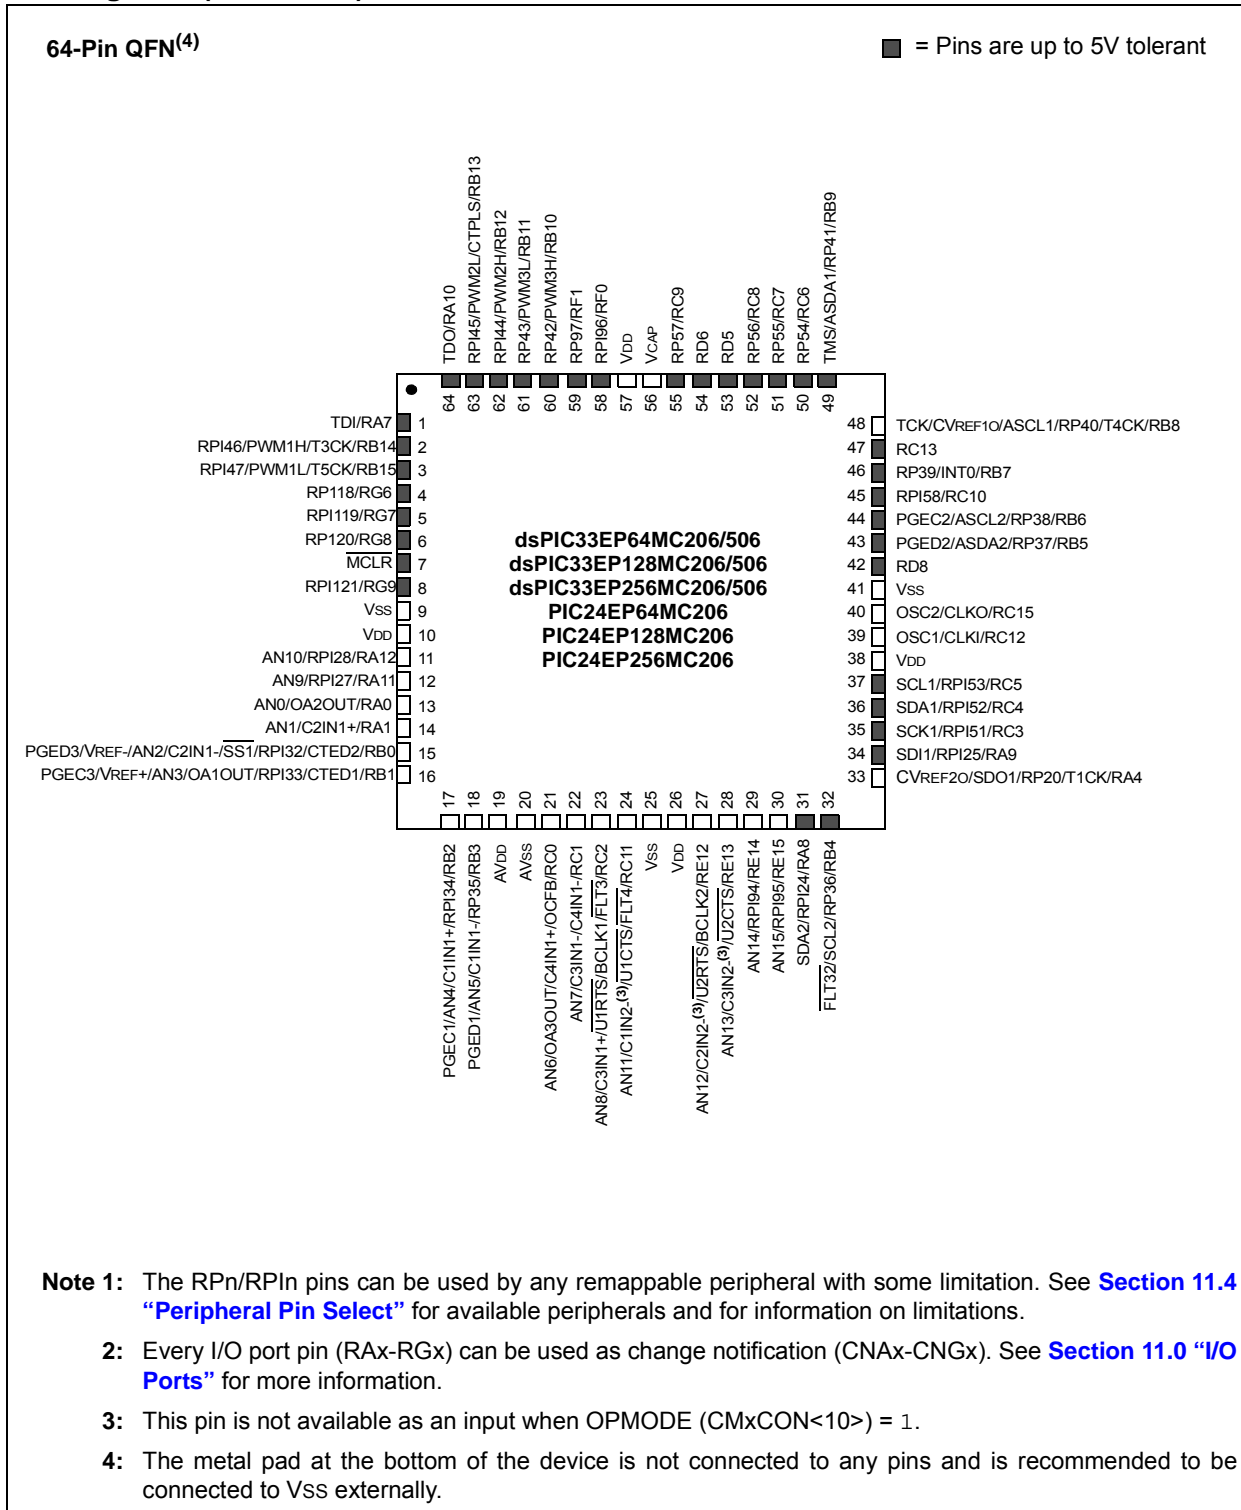 64-Pin QFN(4)
= Pins are up to 5V tolerant
TDO/RA10
RPI45/PWM2L/CTPLS/RB13
RPI44/PWM2H/RB12
RP43/PWM3L/RB11
RP42/PWM3H/RB10
RP97/RF1
RPI96/RF0
VDD
VCAP
RP57/RC9
RD6
RD5
RP56/RC8
RP55/RC7
RP54/RC6
TMS/ASDA1/RP41/RB9
64 63 62 61 60 59 58 57 56 55 54 53 52 51 50 49
TDI/RA7 1
RPI46/PWM1H/T3CK/RB14 2
RPI47/PWM1L/T5CK/RB15 3
RP118/RG6 4
RPI119/RG7 5
RP120/RG8 6
MCLR 7
RPI121/RG9 8
VSS 9
VDD 10
AN10/RPI28/RA12 11
AN9/RPI27/RA11 12
AN0/OA2OUT/RA0 13
AN1/C2IN1+/RA1 14
PGED3/VREF-/AN2/C2IN1-/SS1/RPI32/CTED2/RB0 15
PGEC3/VREF+/AN3/OA1OUT/RPI33/CTED1/RB1 16
dsPIC33EP64MC206/506
dsPIC33EP128MC206/506
dsPIC33EP256MC206/506
PIC24EP64MC206
PIC24EP128MC206
PIC24EP256MC206
48 TCK/CVREF1O/ASCL1/RP40/T4CK/RB8
47 RC13
46 RP39/INT0/RB7
45 RPI58/RC10
44 PGEC2/ASCL2/RP38/RB6
43 PGED2/ASDA2/RP37/RB5
42 RD8
41 VSS
40 OSC2/CLKO/RC15
39 OSC1/CLKI/RC12
38 VDD
37 SCL1/RPI53/RC5
36 SDA1/RPI52/RC4
35 SCK1/RPI51/RC3
34 SDI1/RPI25/RA9
33 CVREF2O/SDO1/RP20/T1CK/RA4
17 18 19 20 21 22 23 24 25 26 27 28 29 30 31 32
PGEC1/AN4/C1IN1+/RPI34/RB2
PGED1/AN5/C1IN1-/RP35/RB3
AVDD
AVSS
AN6/OA3OUT/C4IN1+/OCFB/RC0
AN7/C3IN1-/C4IN1-/RC1
AN8/C3IN1+/U1RTS/BCLK1/FLT3/RC2
AN11/C1IN2-(3)/U1CTS/FLT4/RC11
VSS
VDD
AN12/C2IN2-(3)/U2RTS/BCLK2/RE12
AN13/C3IN2-(3)/U2CTS/RE13
AN14/RPI94/RE14
AN15/RPI95/RE15
SDA2/RPI24/RA8
FLT32/SCL2/RP36/RB4
Note 1: The RPn/RPIn pins can be used by any remappable peripheral with some limitation. See Section 11.4
"Peripheral Pin Select" for available peripherals and for information on limitations.
2: Every I/O port pin (RAx-RGx) can be used as change notification (CNAx-CNGx). See Section 11.0 "I/O
Ports" for more information.
3: This pin is not available as an input when OPMODE (CMxCON<10>) = 1.
4: The metal pad at the bottom of the device is not connected to any pins and is recommended to be
connected to VSS externally.